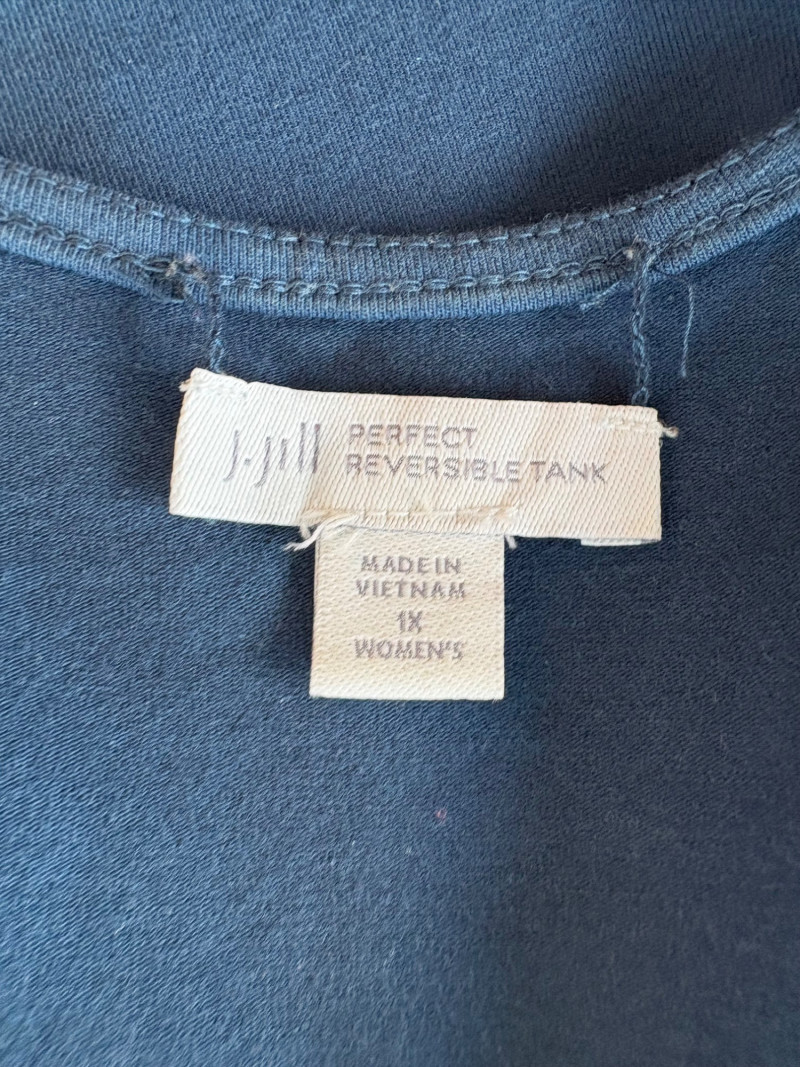 J.Jill PERFECT
REVERSIBLE TANK
MADE IN
VIETNAM
1X
WOMEN'S